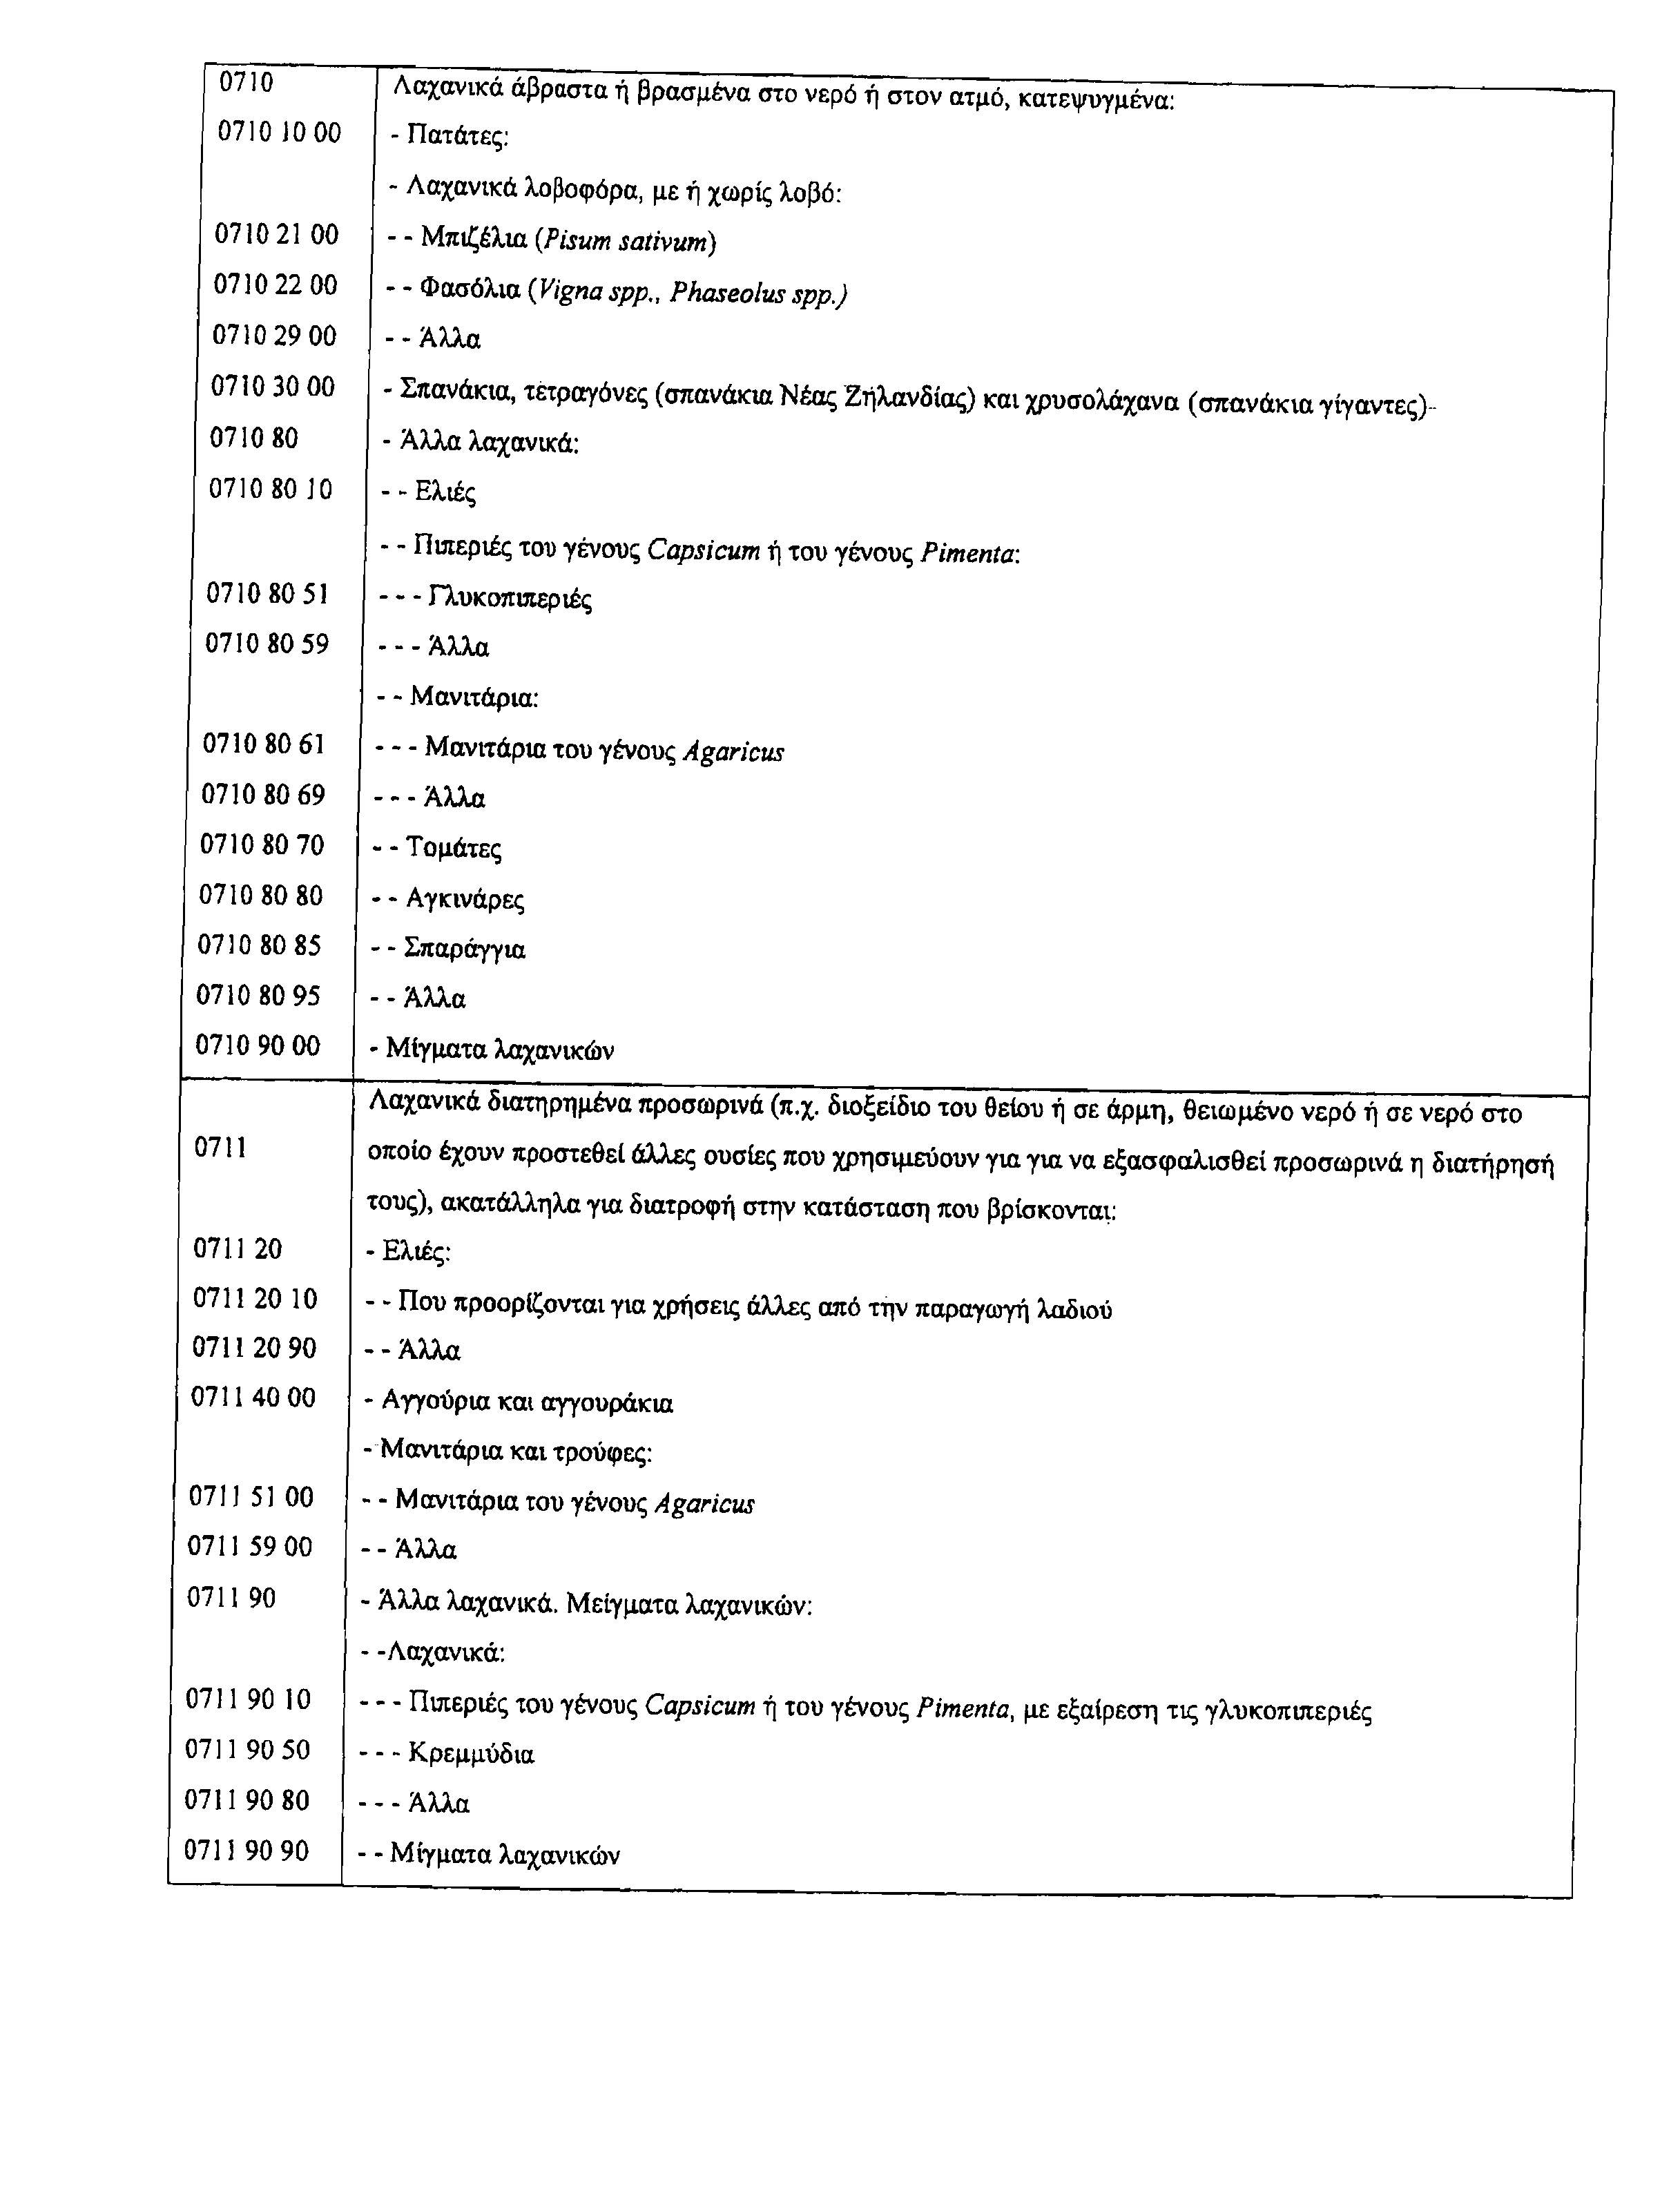 0710 Λαχανικά άβραστα ή βρασμένα στο νερό ή στον ατμό, κατεψυγμένα:
0710 10 00 - Πατάτες:
- Λαχανικά λοβοφόρα, με ή χωρίς λοβό:
0710 21 00 - - Μπιζέλια (Pisum sativum)
0710 22 00 - - Φασόλια (Vigna spp., Phaseolus spp.)
0710 29 00 - - Άλλα
0710 30 00 - Σπανάκια, τετραγόνες (σπανάκια Νέας Ζηλανδίας) και χρυσολάχανα (σπανάκια γίγαντες)
0710 80 - Άλλα λαχανικά:
0710 80 10 - - Ελιές
- - Πιπεριές του γένους Capsicum ή του γένους Pimenta:
0710 80 51 - - - Γλυκοπιπεριές
0710 80 59 - - - Άλλα
- - Μανιτάρια:
0710 80 61 - - - Μανιτάρια του γένους Agaricus
0710 80 69 - - - Άλλα
0710 80 70 - - Τομάτες
0710 80 80 - - Αγκινάρες
0710 80 85 - - Σπαράγγια
0710 80 95 - - Άλλα
0710 90 00 - Μίγματα λαχανικών
Λαχανικά διατηρημένα προσωρινά (π.χ. διοξείδιο του θείου ή σε άρμη, θειωμένο νερό ή σε νερό στο
0711 οποίο έχουν προστεθεί άλλες ουσίες που χρησιμεύουν για για να εξασφαλισθεί προσωρινά η διατήρησή
τους), ακατάλληλα για διατροφή στην κατάσταση που βρίσκονται:
0711 20 - Ελιές:
0711 20 10 - - Που προορίζονται για χρήσεις άλλες από την παραγωγή λαδιού
0711 20 90 - - Άλλα
0711 40 00 - Αγγούρια και αγγουράκια
- Μανιτάρια και τρούφες:
0711 51 00 - - Μανιτάρια του γένους Agaricus
0711 59 00 - - Άλλα
0711 90 - Άλλα λαχανικά. Μείγματα λαχανικών:
- -Λαχανικά:
0711 90 10 - - - Πιπεριές του γένους Capsicum ή του γένους Pimenta, με εξαίρεση τις γλυκοπιπεριές
0711 90 50 - - - Κρεμμύδια
0711 90 80 - - - Άλλα
0711 90 90 - - Μίγματα λαχανικών